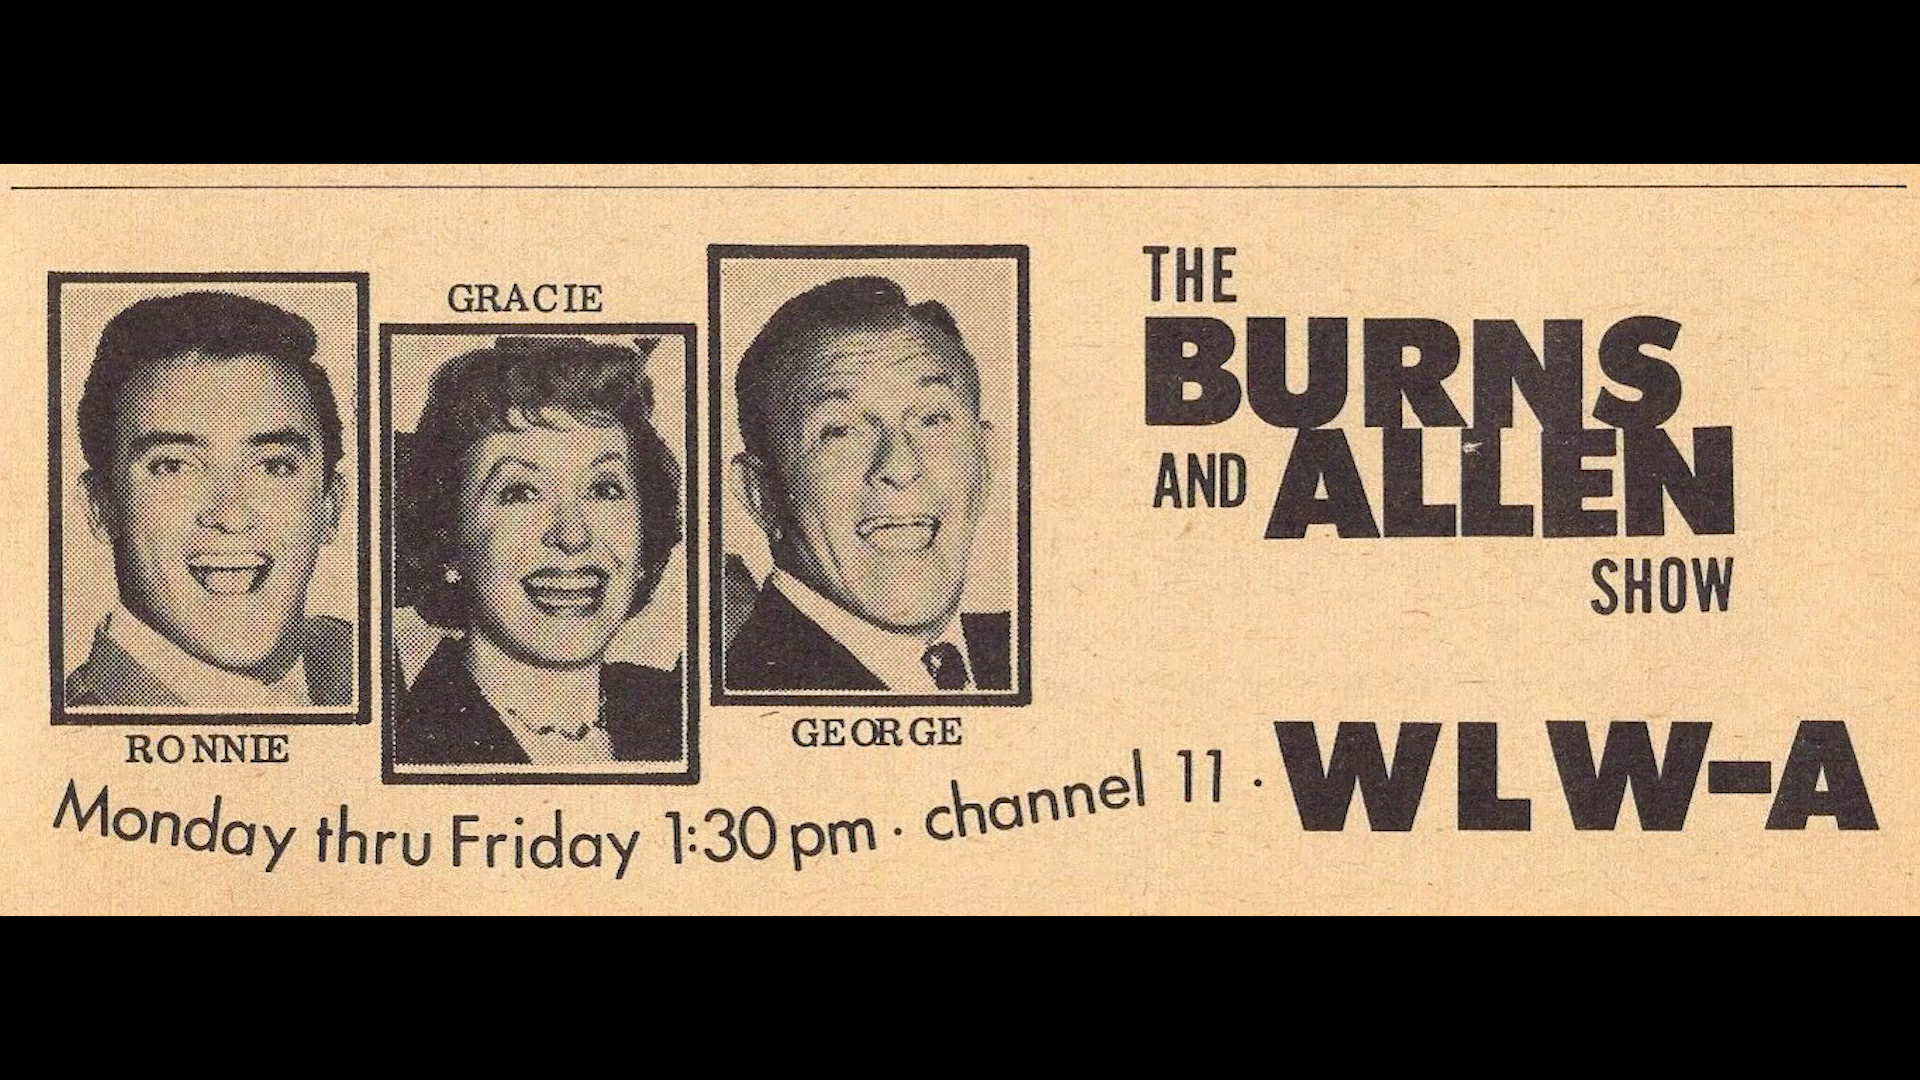 GRACIE
RONNIE
GEORGE
THE
BURNS
AND ALLEN
SHOW
Monday thru Friday 1:30 pm · channel 11 · WLW-A